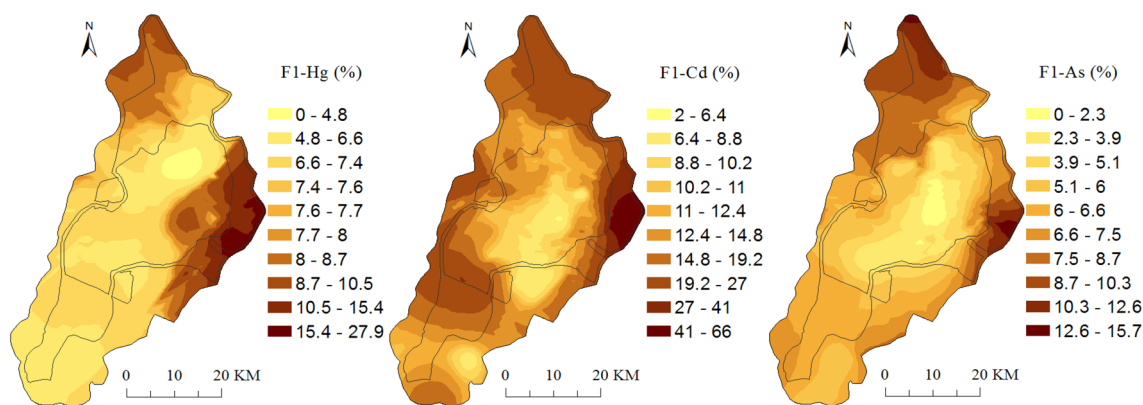 N
F1-Hg (%)
0 - 4.8
4.8 - 6.6
6.6 - 7.4
7.4 - 7.6
7.6 - 7.7
7.7 - 8
8 - 8.7
8.7 - 10.5
10.5 - 15.4
15.4 - 27.9
0 10 20 KM
N
F1-Cd (%)
2 - 6.4
6.4 - 8.8
8.8 - 10.2
10.2 - 11
11 - 12.4
12.4 - 14.8
14.8 - 19.2
19.2 - 27
27 - 41
41 - 66
0 10 20 KM
N
F1-As (%)
0 - 2.3
2.3 - 3.9
3.9 - 5.1
5.1 - 6
6 - 6.6
6.6 - 7.5
7.5 - 8.7
8.7 - 10.3
10.3 - 12.6
12.6 - 15.7
0 10 20 KM